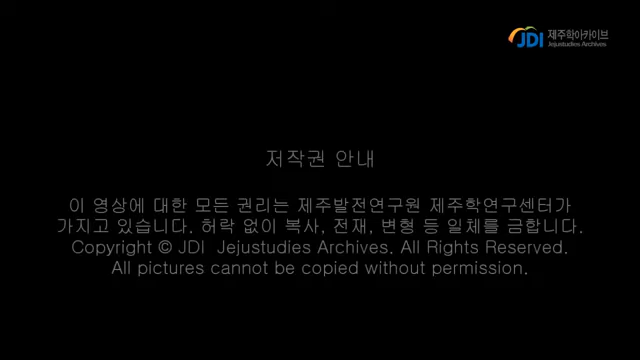 JDI 제주학아카이브
Jejustudies Archives
저작권 안내
이 영상에 대한 모든 권리는 제주발전연구원 제주학연구센터가
가지고 있습니다. 허락 없이 복사, 전재, 변형 등 일체를 금합니다.
Copyright © JDI Jejustudies Archives. All Rights Reserved.
All pictures cannot be copied without permission.